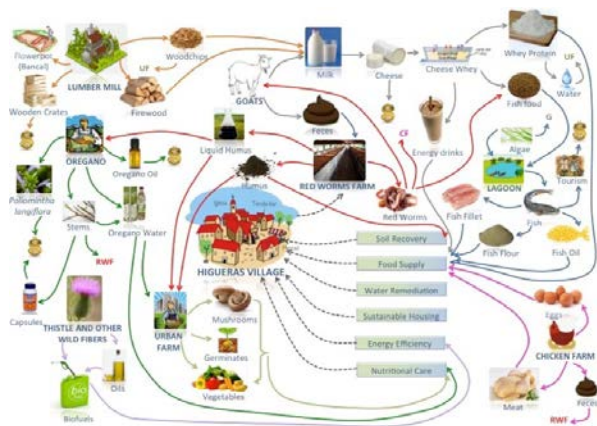 Flowerpot
(Bancal)
LUMBER MILL
UF
Woodchips
Wooden Crates
Firewood
Milk
Cheese
Cheese Whey
Whey Protein
UF
Water
GOATS
Feces
Fish food
CF
Energy drinks
G
Algae
LAGOON
Tourism
OREGANO
Oregano Oil
Liquid Humus
Humus
RED WORMS FARM
Red Worms
Fish Fillet
Fish
Fish Flour
Fish Oil
Poliomintha
longiflora
Stems
Oregano Water
RWF
Capsules
HIGUERAS VILLAGE
Soil Recovery
Food Supply
Water Remediation
Sustainable Housing
Energy Efficiency
Nutritional Care
THISTLE AND OTHER
WILD FIBERS
URBAN
FARM
Mushrooms
Germinates
Vegetables
Eggs
CHICKEN FARM
Meat
Feces
RWF
bio
Oils
Biofuals